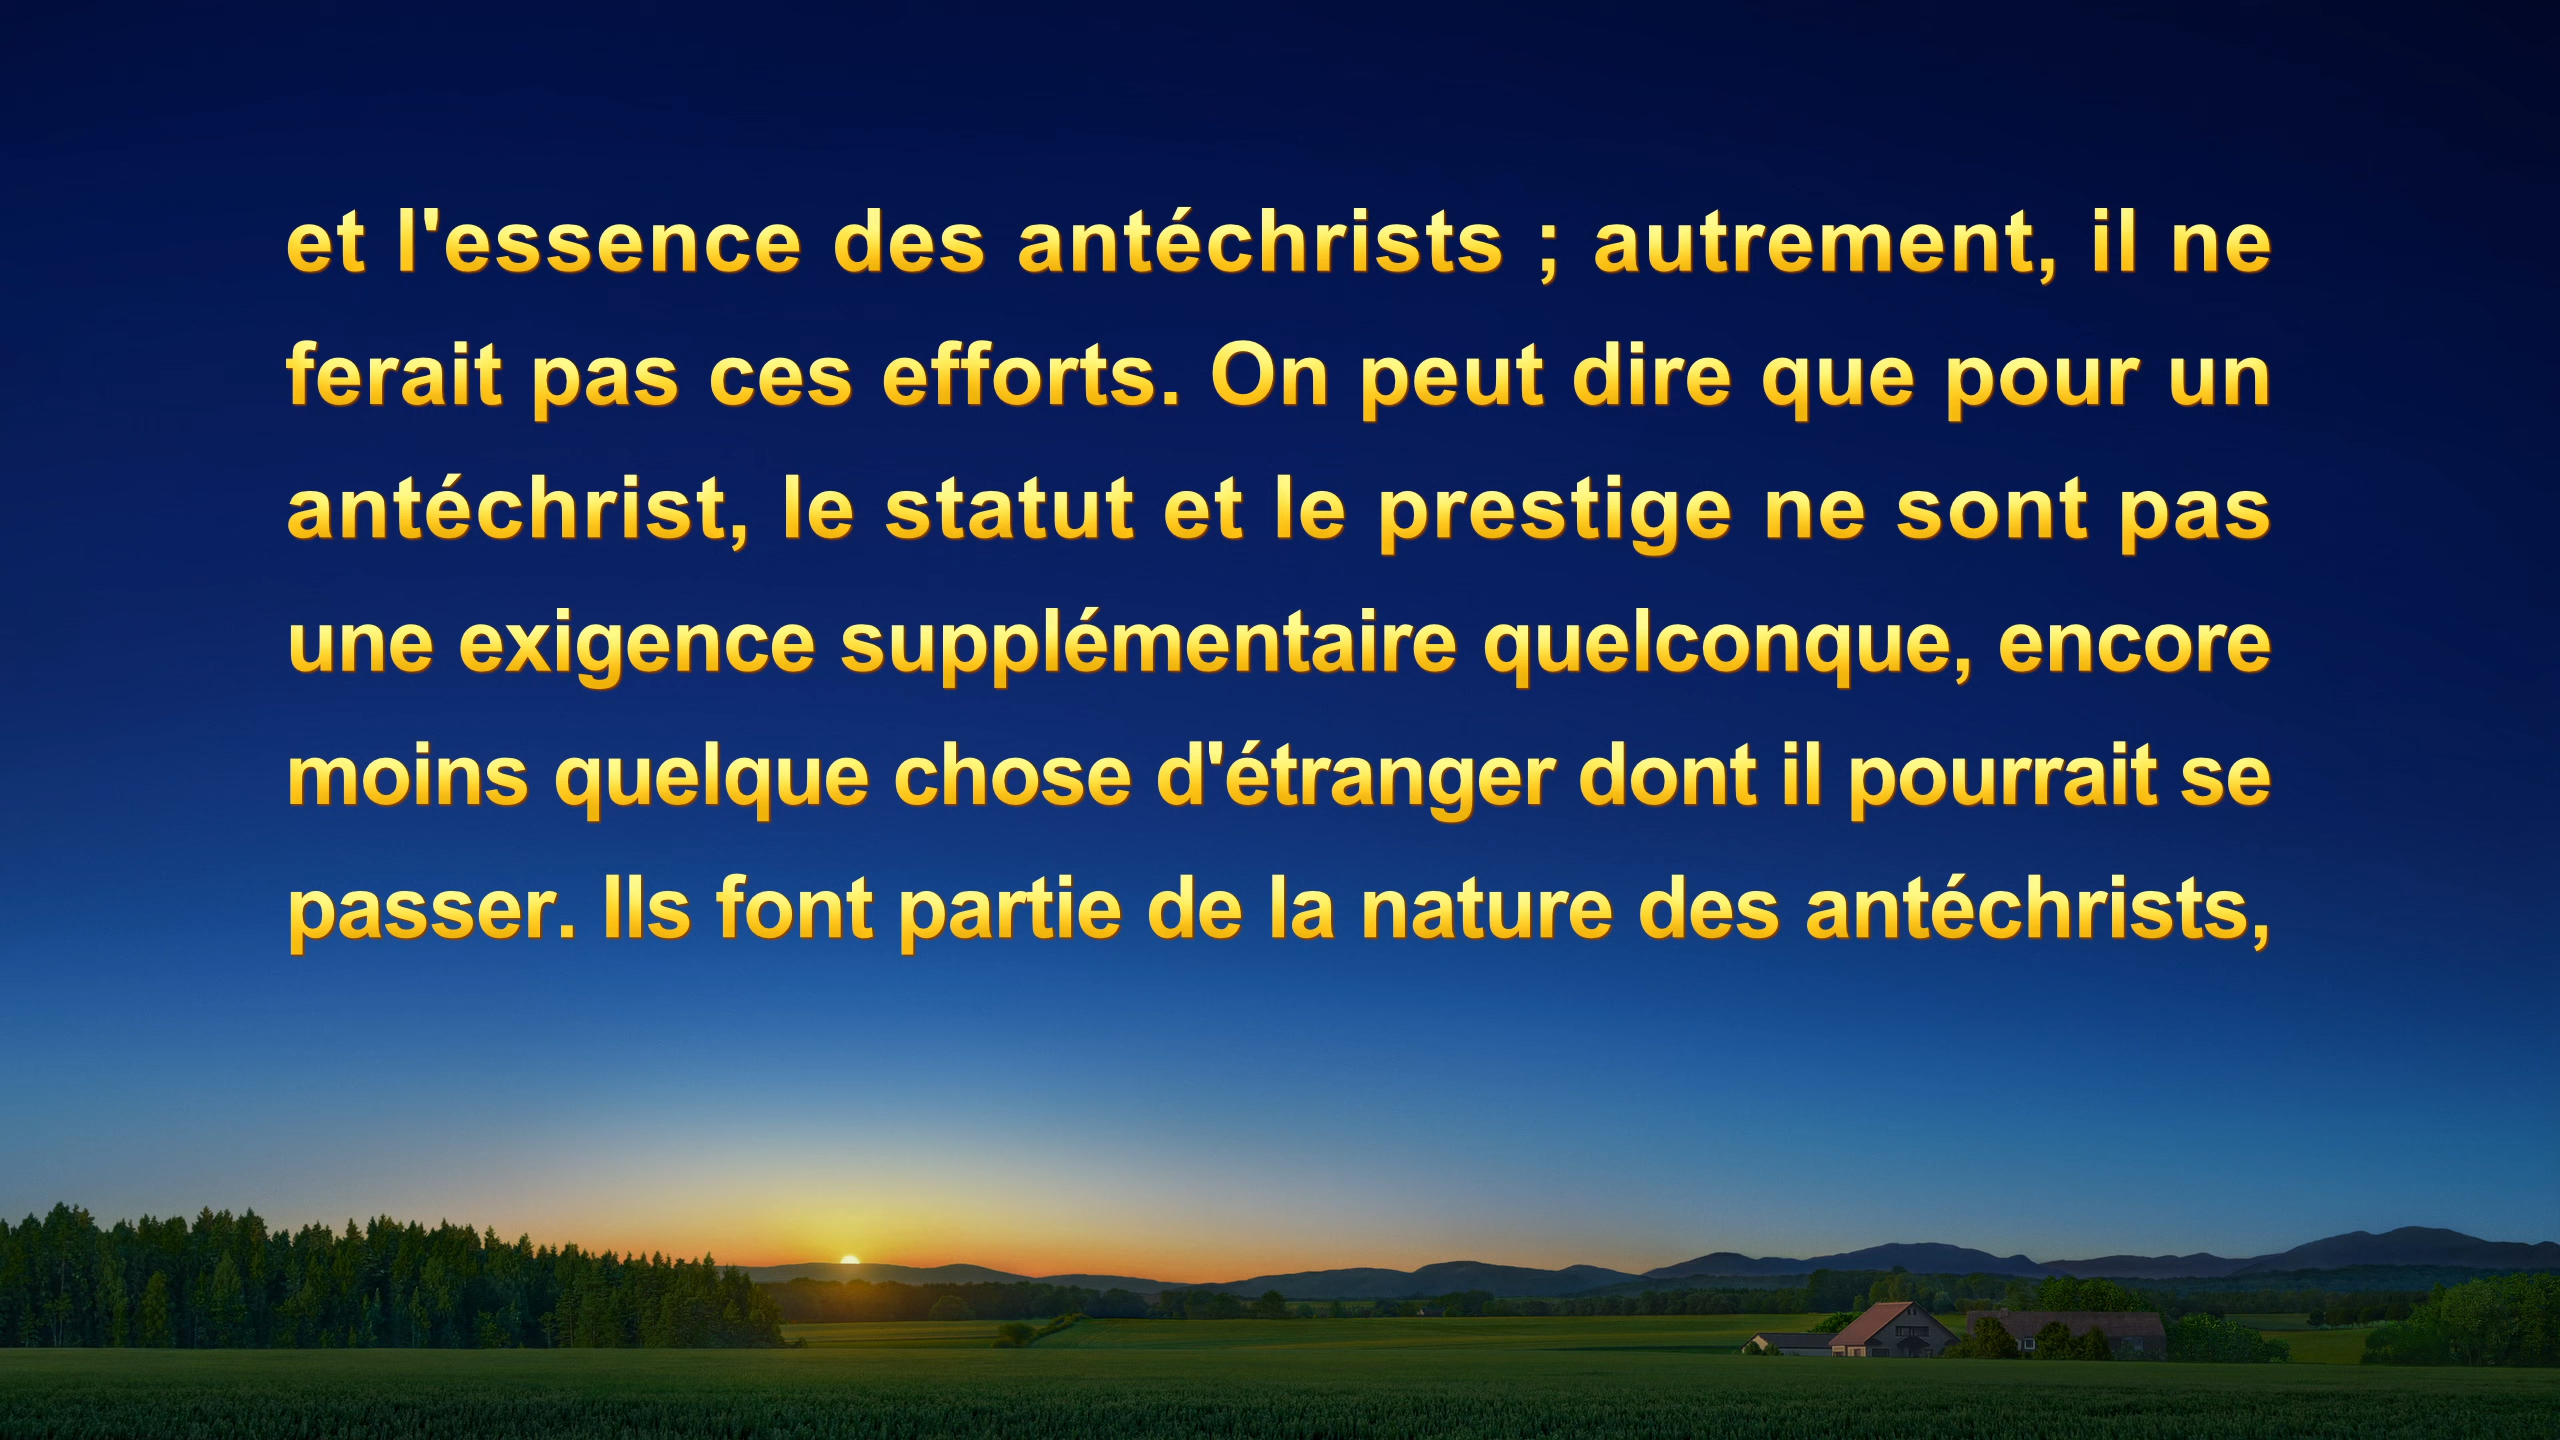 et l'essence des antéchrists ; autrement, il ne
ferait pas ces efforts. On peut dire que pour un
antéchrist, le statut et le prestige ne sont pas
une exigence supplémentaire quelconque, encore
moins quelque chose d'étranger dont il pourrait se
passer. Ils font partie de la nature des antéchrists,